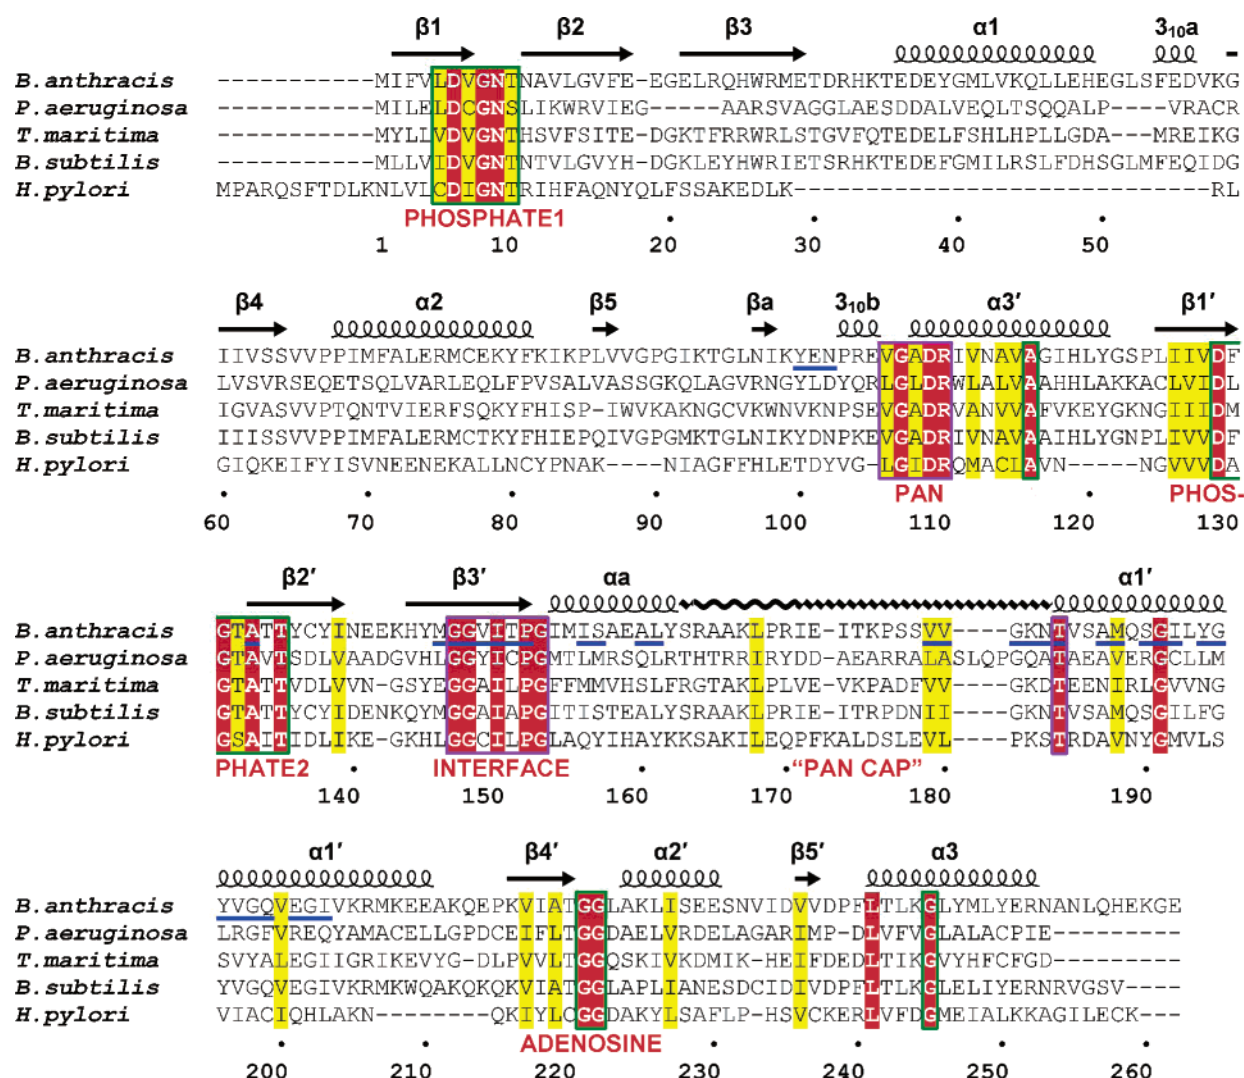 β1 β2 β3 α1 3₁₀a
B.anthracis -----------MIFVLDVGNTNAVLGVFE-EGELRQHWRMETDRHKTEDEYGMLVKQLLEHEGLSFEDVKG
P.aeruginosa -----------MILELDCGNSLIKWRVIEG---AARSVAGGLAESDDALVEQLTSQQALP----VRACR
T.maritima -----------MYLLVDVGNTHSVFSITE-DGKTFRRWRLSTGVFQTEDELFSHLHPLLGDA---MREIKG
B.subtilis -----------MLLVIDVGNTNTVLGVYH-DGKLEYHWRIETSRHKTEDEFGMILRSLFDHSGLMFEQIDG
H.pylori MPARQSFTDLKNLVLCDIGNTRIHFAQNYQLFSSAKEDLK-----------------------------RL
PHOSPHATE1
1 10 20 30 40 50
β4 α2 β5 βa 3₁₀b α3′ β1′
B.anthracis IIVSSVVPPIMFALERMCEKYFKIKPLVVGPGIKTGLNIKYENPREVGADRIVNAVAGIHLYGSPLIIVDF
P.aeruginosa LVSVRSEQETSQLVARLEQLFPVSALVASSGKQLAGVRNGYLDYQRLGLDRWLALVAAHHLAKKACLVIDL
T.maritima IGVASVVPTQNTVIERFSQKYFHISP-IWVKAKNGCVKWNVKNPSEVGADRVANVVAFVKEYGKNGIIIDM
B.subtilis IIISSVVPPIMFALERMCTKYFHIEPQIVGPGMKTGLNIKYDNPKEVGADRIVNAVAAIHLYGNPLIVVDF
H.pylori GIQKEIFYISVNEENEKALLNCYPNAK----NIAGFFHLETDYVG-LGIDRQMACLAVN-----NGVVVDA
PAN PHOS-
60 70 80 90 100 110 120 130
β2′ β3′ αa α1′
B.anthracis GTATTYCYINEEKHYMGGVITPGIMISAEALYSRAAKLPRIE-ITKPSSVV----GKNTVSAMQSGILYG
P.aeruginosa GTAVTSDLVAADGVHLGGYICPGMTLMRSQLRTHTRRIRYDD-AEARRALASLQPGQATAEAVERGCLLM
T.maritima GTATTVDLVVN-GSYEGGAILPGFFMMVHSLFRGTAKLPLVE-VKPADFVV----GKDTEENIRLGVVNG
B.subtilis GTATTYCYIDENKQYMGGAIAPGITISTEALYSRAAKLPRIE-ITRPDNII----GKNTVSAMQSGILFG
H.pylori GSAITIDLIKE-GKHLGGCILPGLAQYIHAYKKSAKILEQPFKALDSLEVL----PKSTRDAVNYGMVLS
PHATE2 INTERFACE “PAN CAP”
140 150 160 170 180 190
α1′ β4′ α2′ β5′ α3
B.anthracis YVGQVEGIVKRMKEEAKQEPKVIATGGLAKLISEESNVIDVVDPFLTLKGLYMLYERNANLQHEKGE
P.aeruginosa LRGFVREQYAMACELLGPDCEIFLTGGDAELVRDELAGARIMP-DLVFVGLALACPIE---------
T.maritima SVYALEGIIGRIKEVYG-DLPVVLTGGQSKIVKDMIK-HEIFDEDLTIKGVYHFCFGD---------
B.subtilis YVGQVEGIVKRMKWQAKQKQKVIATGGLAPLIANESDCIDIVDPFLTLKGLELIYERNRVGSV----
H.pylori VIACIQHLAKN--------QKIYLCGGDAKYLSAFLP-HSVCKERLVFDGMEIALKKAGILECK---
ADENOSINE
200 210 220 230 240 250 260